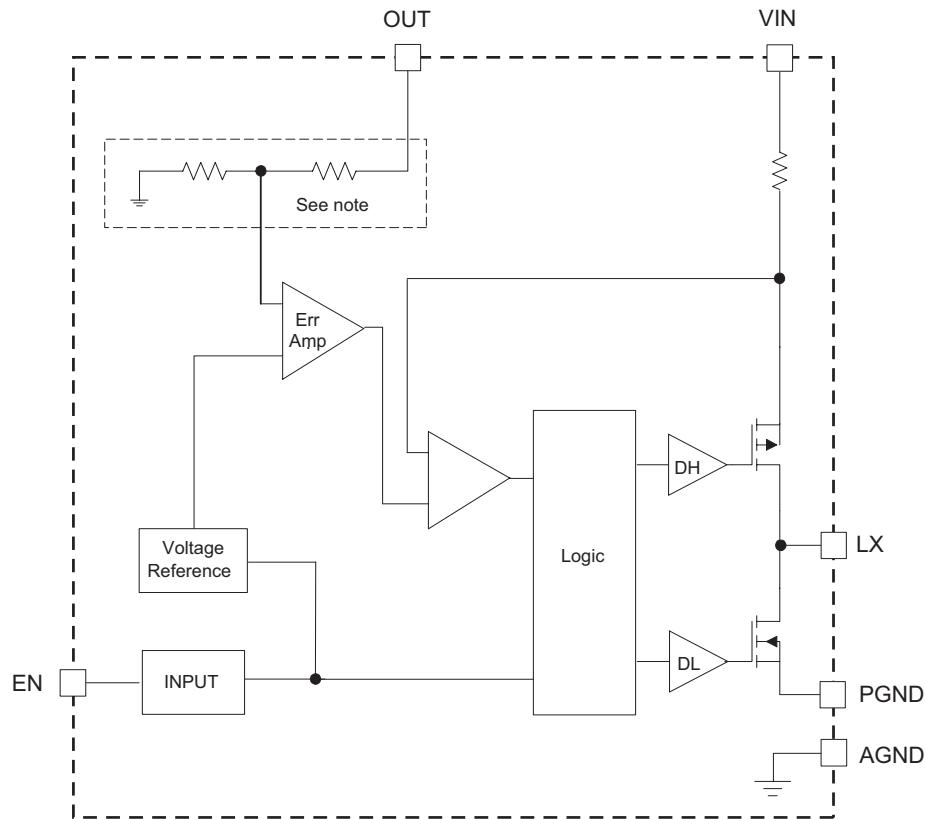 OUT
VIN
See note
Err
Amp
DH
LX
Voltage
Reference
Logic
EN
INPUT
DL
PGND
AGND